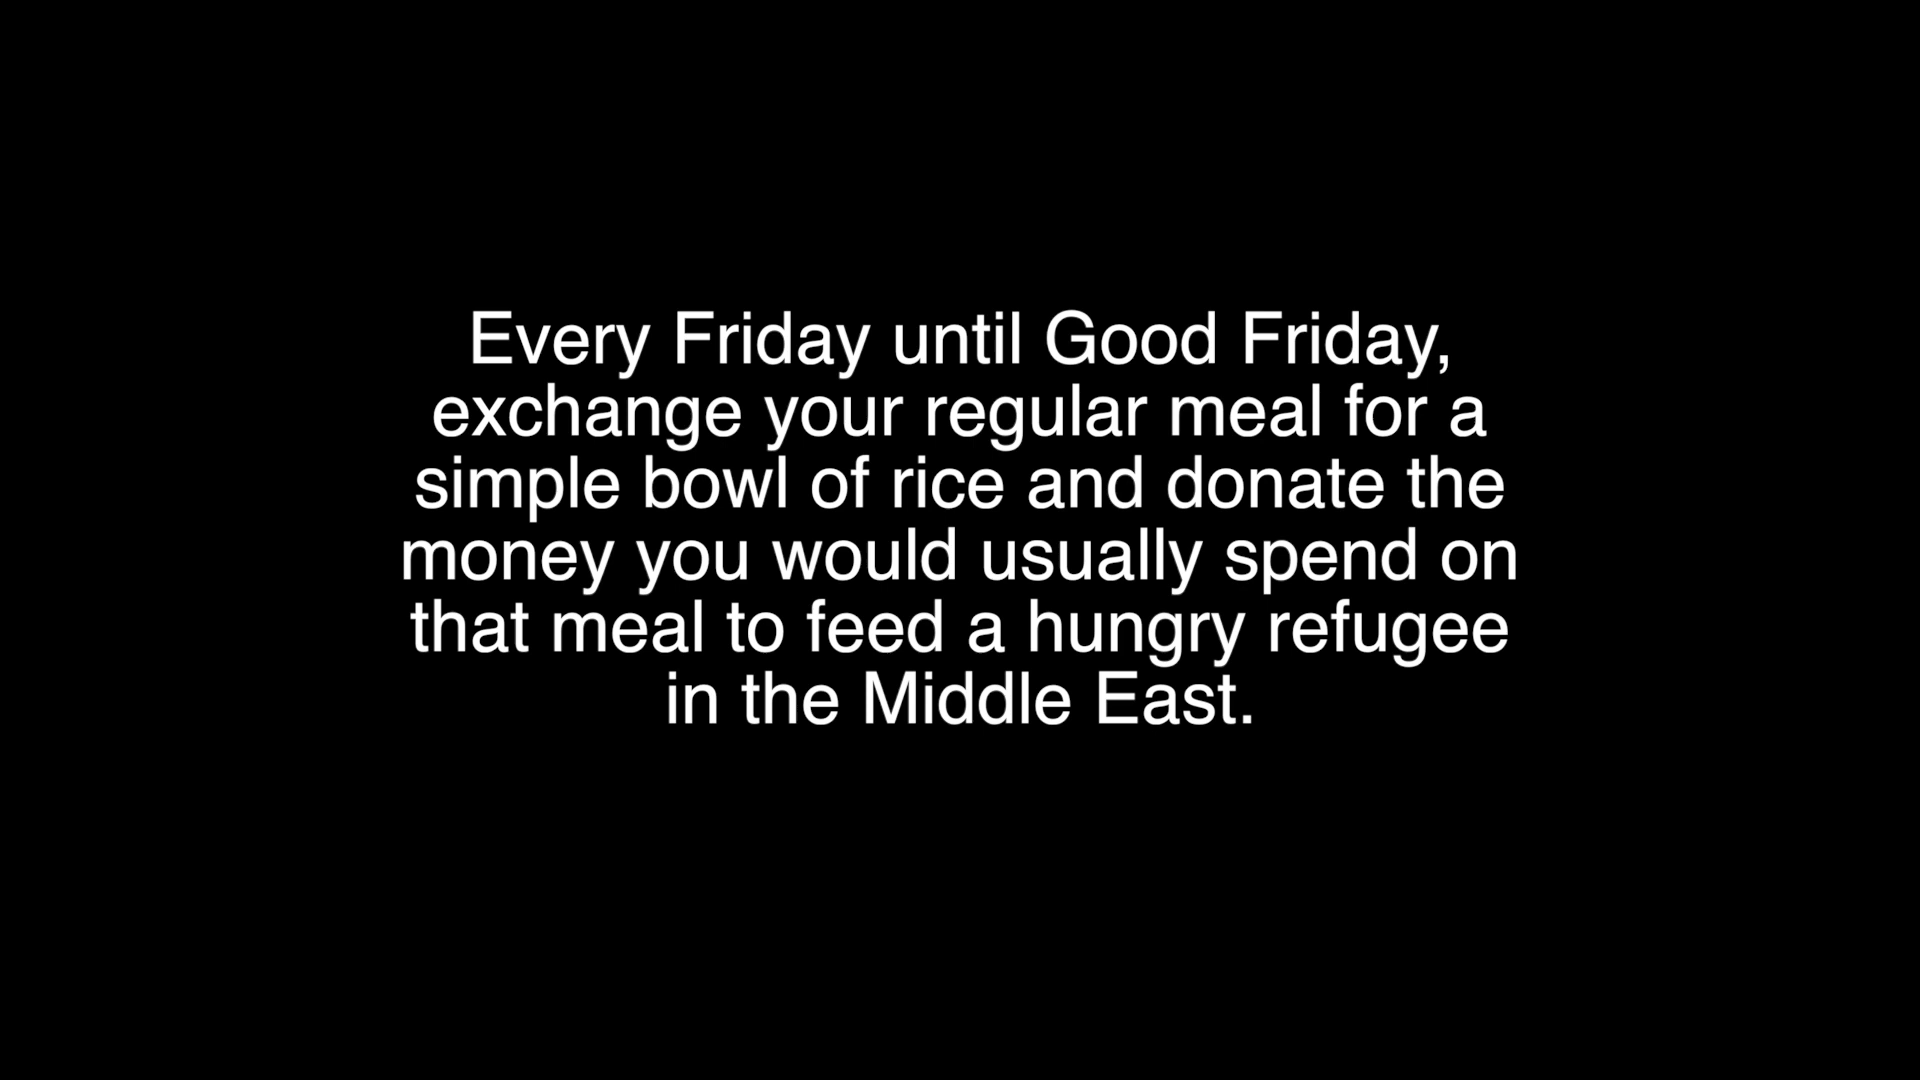 Every Friday until Good Friday,
exchange your regular meal for a
simple bowl of rice and donate the
money you would usually spend on
that meal to feed a hungry refugee
in the Middle East.